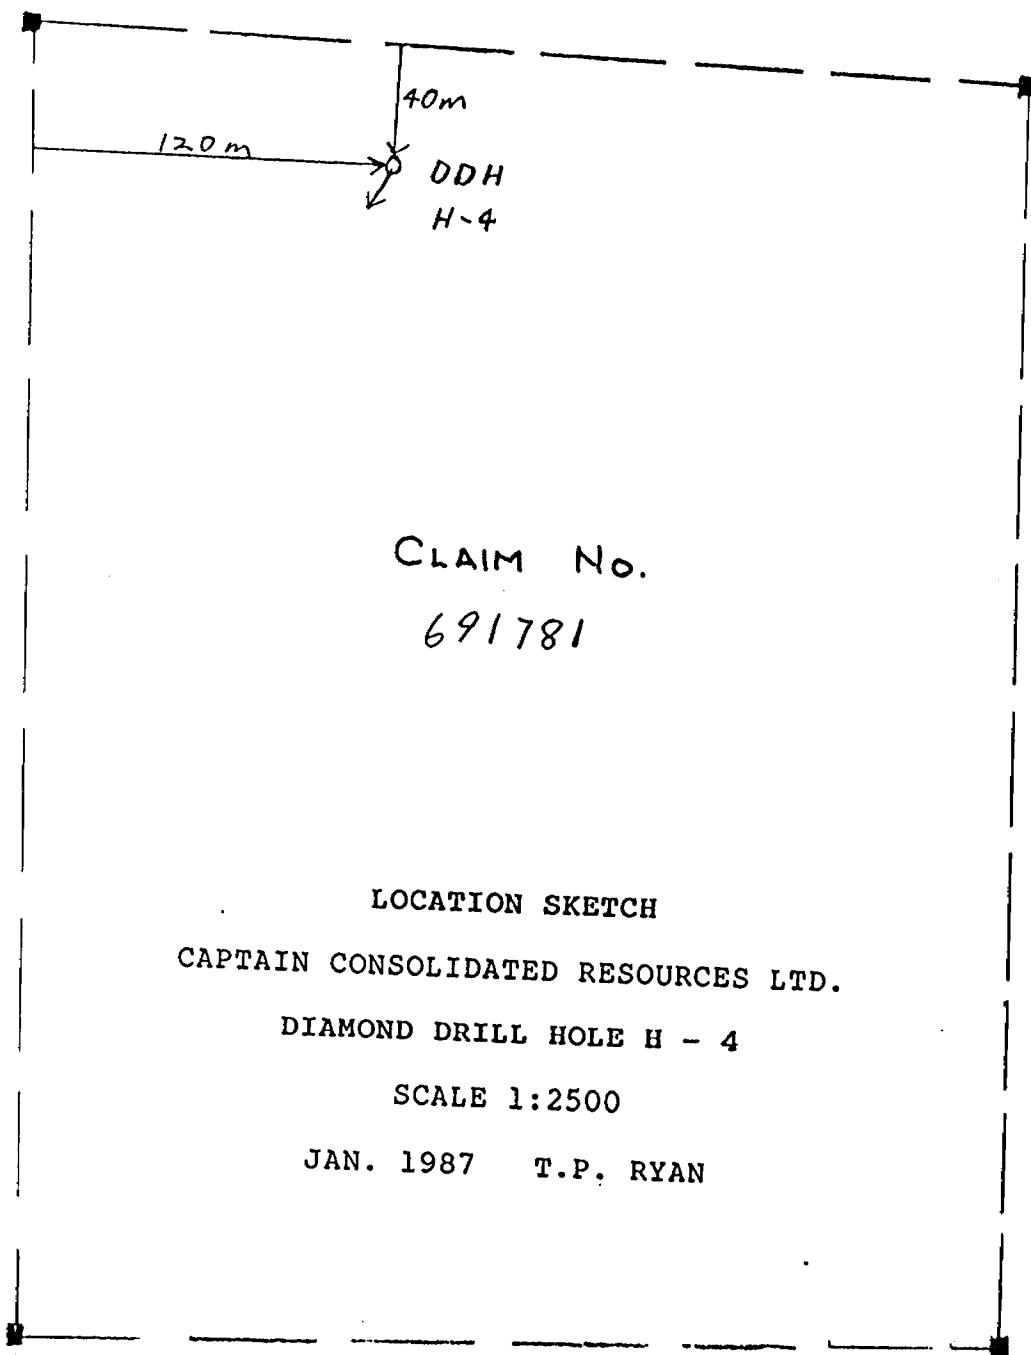 40m
120m
DDH
H-4
CLAIM No.
691781
LOCATION SKETCH
CAPTAIN CONSOLIDATED RESOURCES LTD.
DIAMOND DRILL HOLE H - 4
SCALE 1:2500
JAN. 1987 T.P. RYAN